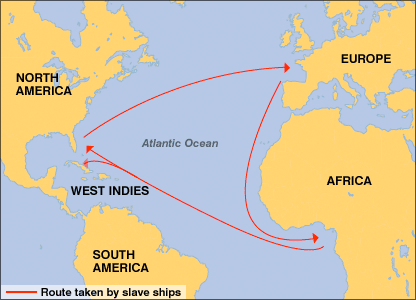 EUROPE
NORTH
AMERICA
Atlantic Ocean
AFRICA
WEST INDIES
SOUTH
AMERICA
Route taken by slave ships